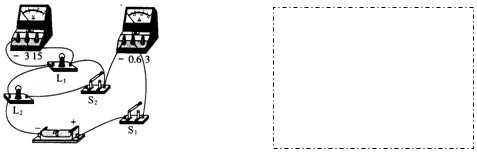 V A
- 3 15 - 0.6 3
L₁
S₂
L₂
S₁
- +